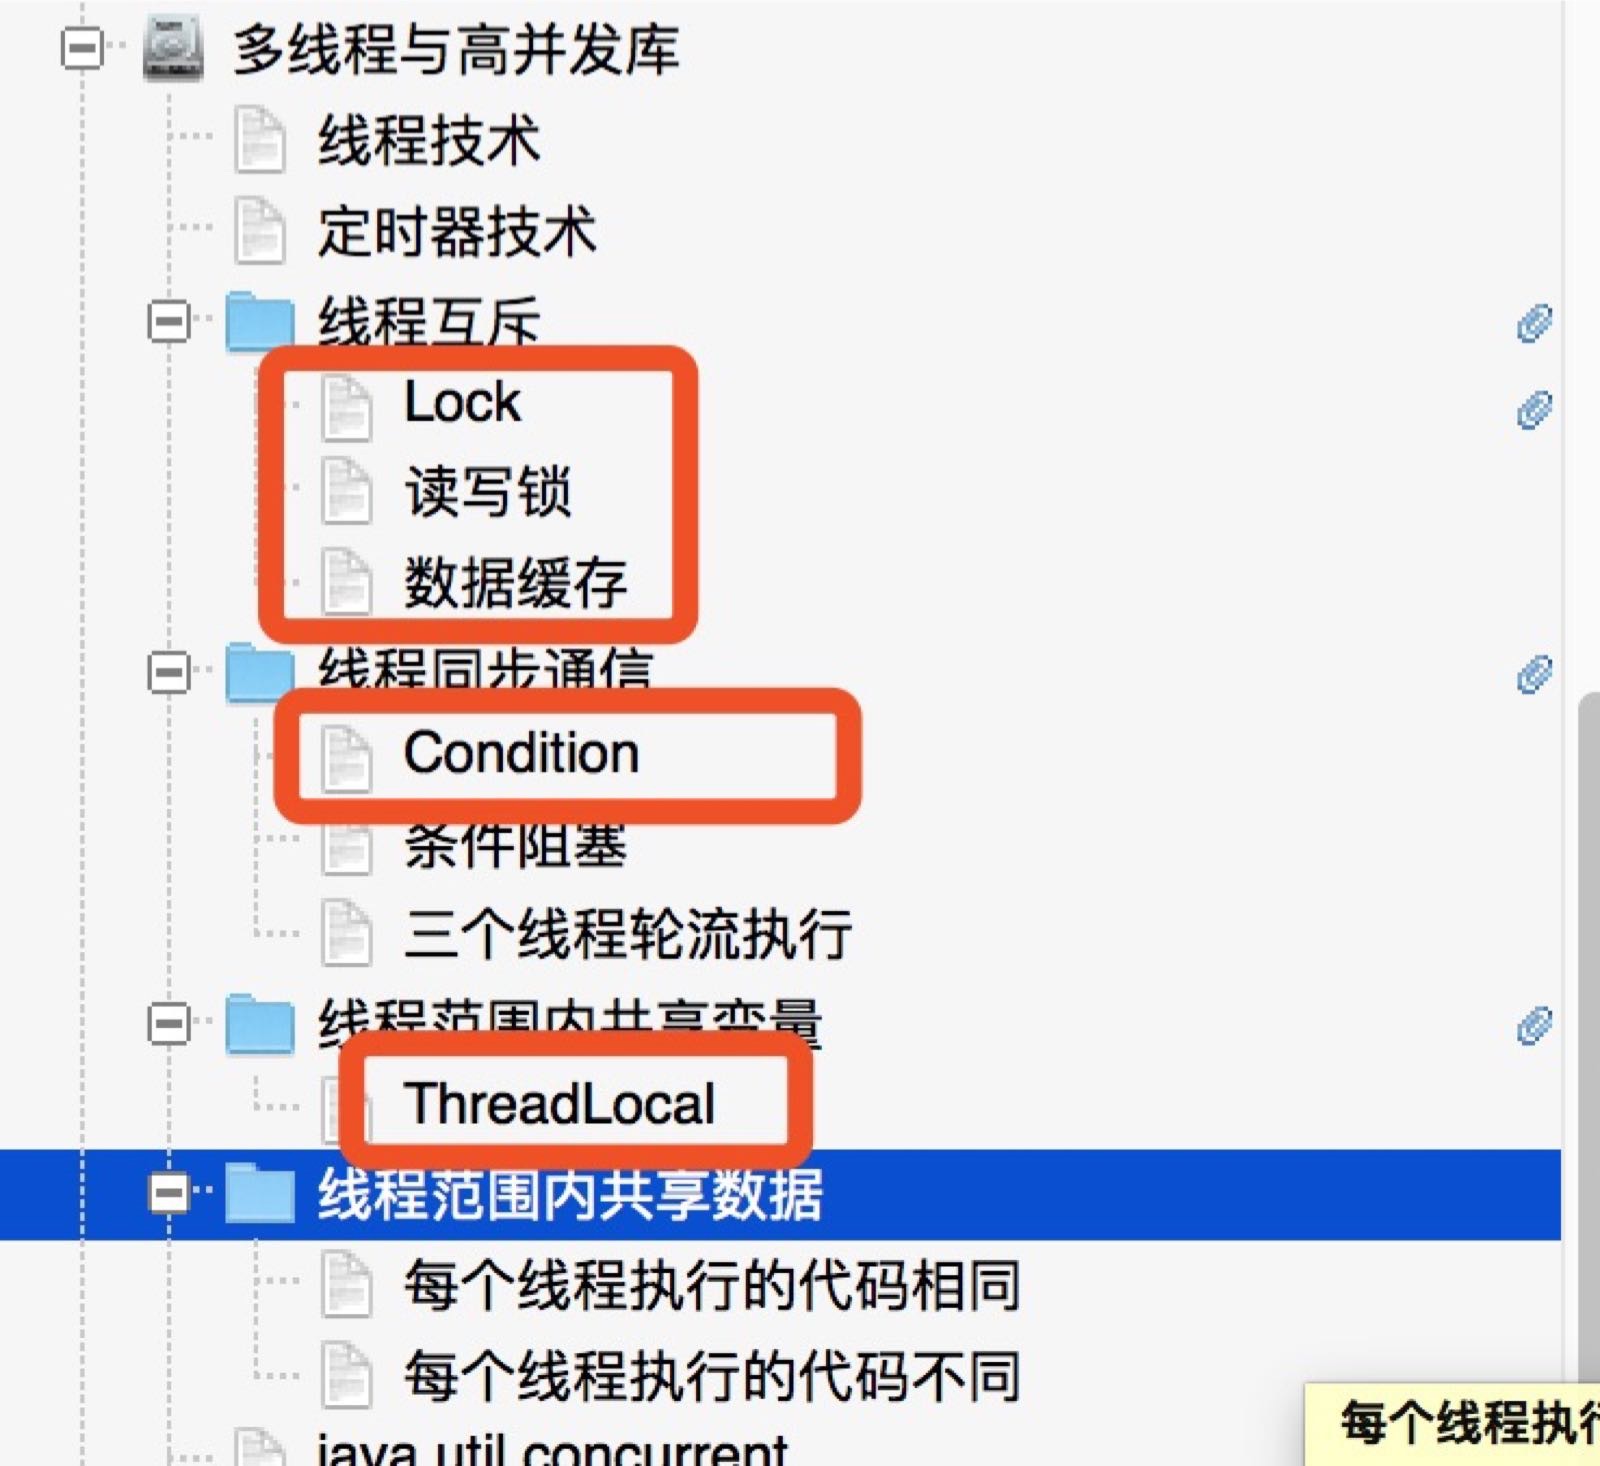 多线程与高并发库
线程技术
定时器技术
线程互斥
Lock
读写锁
数据缓存
线程同步通信
Condition
条件阻塞
三个线程轮流执行
线程范围内共享变量
ThreadLocal
线程范围内共享数据
每个线程执行的代码相同
每个线程执行的代码不同
java.util.concurrent
每个线程执行